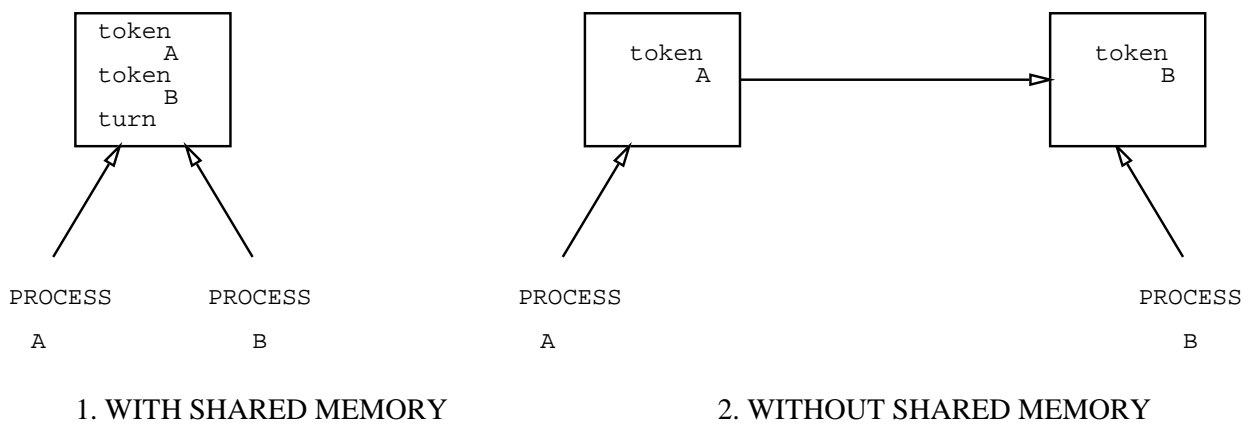 token
A
token
B
turn
token
A
token
B
PROCESS
A
PROCESS
B
PROCESS
A
PROCESS
B
1. WITH SHARED MEMORY
2. WITHOUT SHARED MEMORY